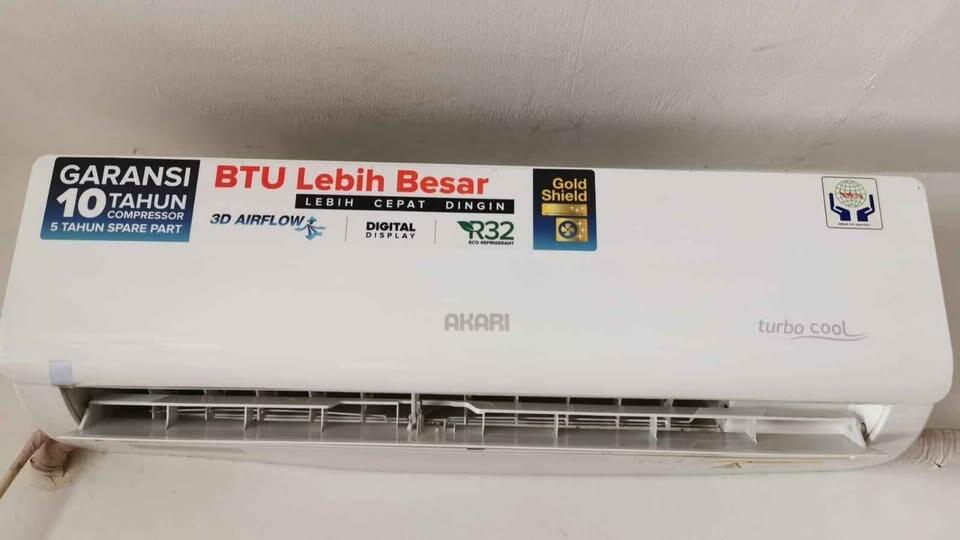 GARANSI
10 TAHUN
COMPRESSOR
5 TAHUN SPARE PART
BTU Lebih Besar
LEBIH CEPAT DINGIN
3D AIRFLOW
DIGITAL
DISPLAY
R32
ECO REFRIGERANT
Gold
Shield
AKARI
turbo cool